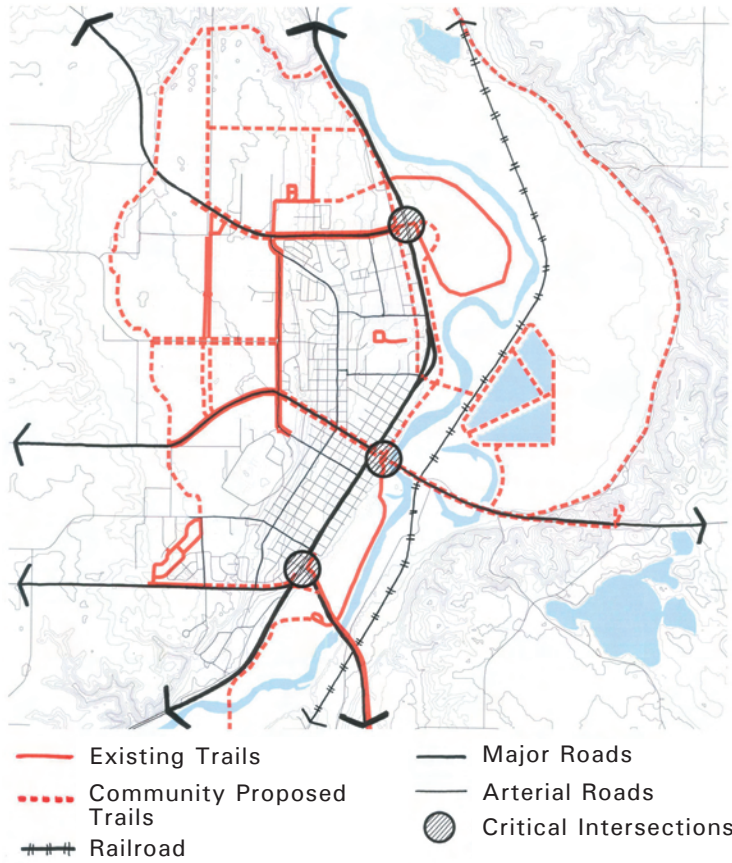 Existing Trails
Community Proposed
Trails
Railroad
Major Roads
Arterial Roads
Critical Intersections